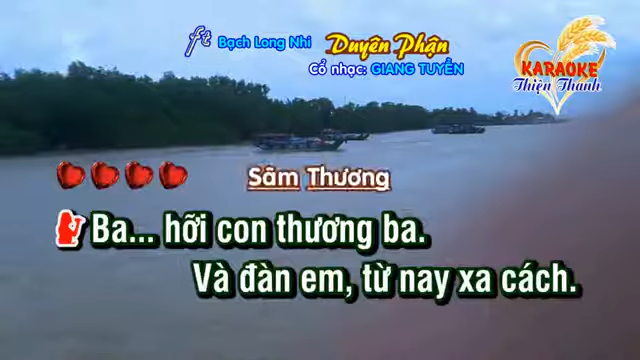 ft Bạch Long Nhi Duyên Phận
Cổ nhạc: GIANG TUYỀN
KARAOKE
Thiện Thanh
Sâm Thương
Ba... hỡi con thương ba.
Và đàn em, từ nay xa cách.